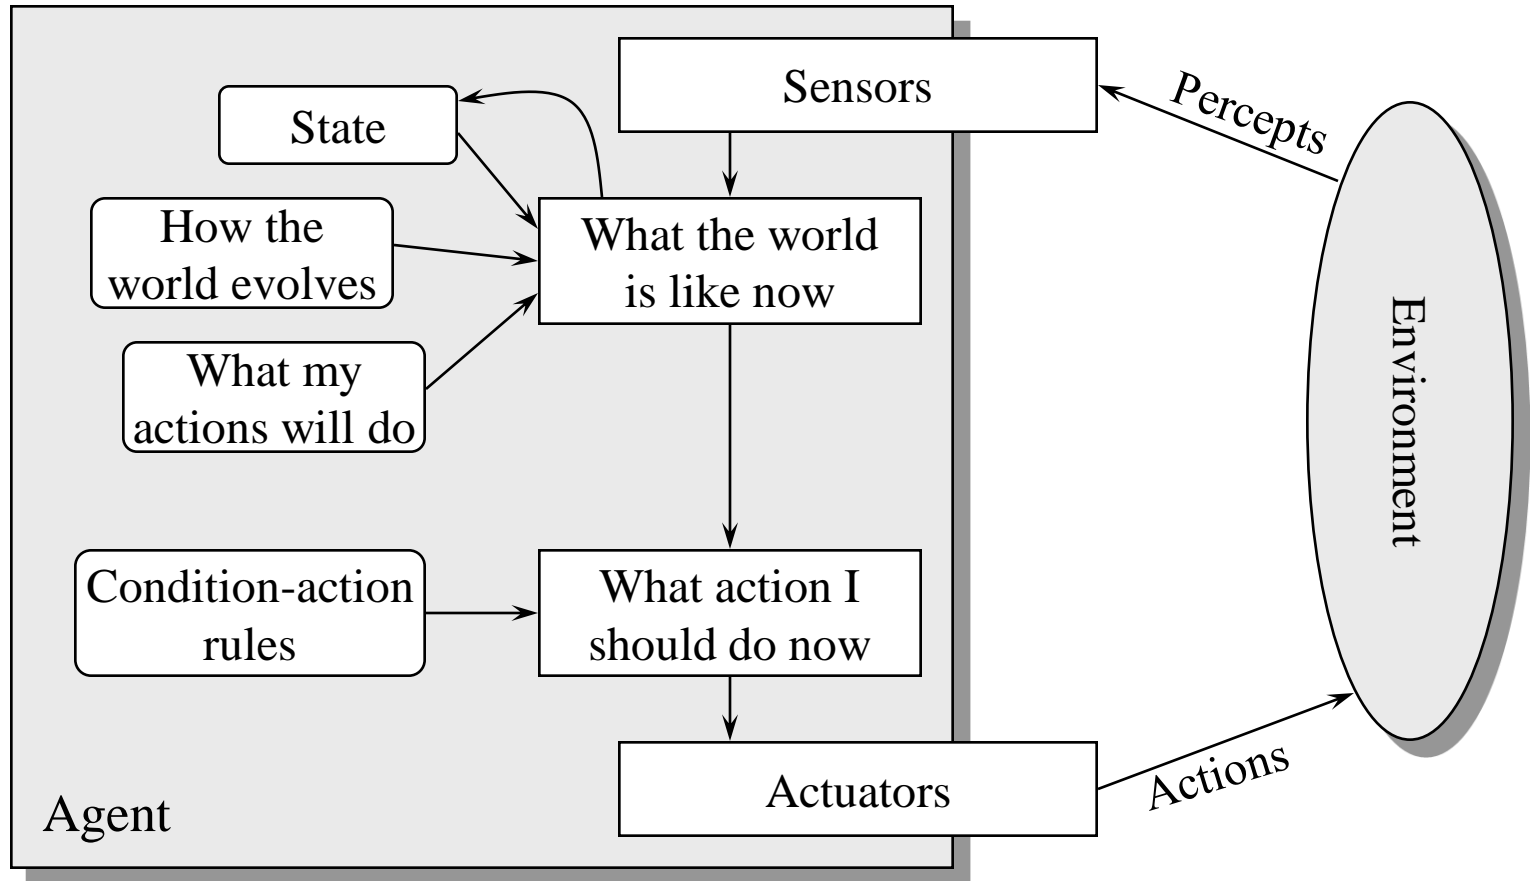 Sensors
Percepts
State
How the
world evolves
What the world
is like now
What my
actions will do
Environment
Condition-action
rules
What action I
should do now
Actuators
Actions
Agent